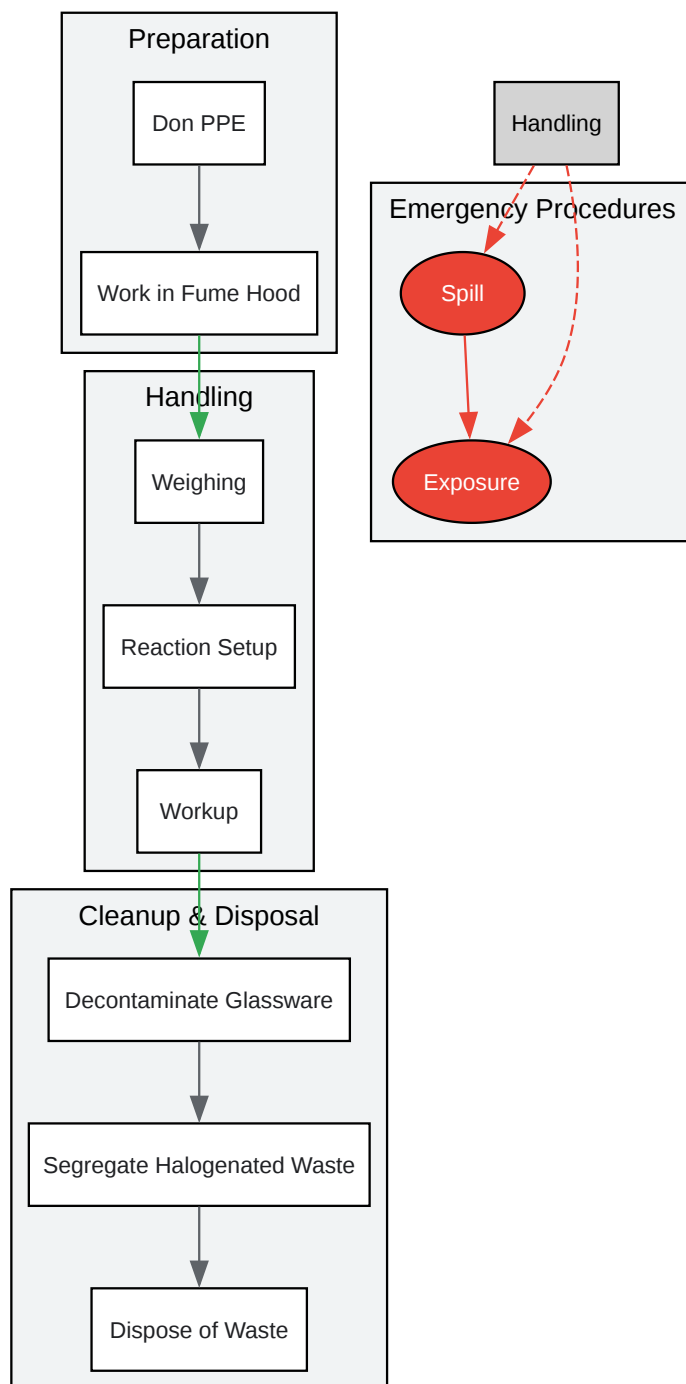 Preparation
Don PPE
Work in Fume Hood
Handling
Weighing
Reaction Setup
Workup
Cleanup & Disposal
Decontaminate Glassware
Segregate Halogenated Waste
Dispose of Waste
Handling
Emergency Procedures
Spill
Exposure